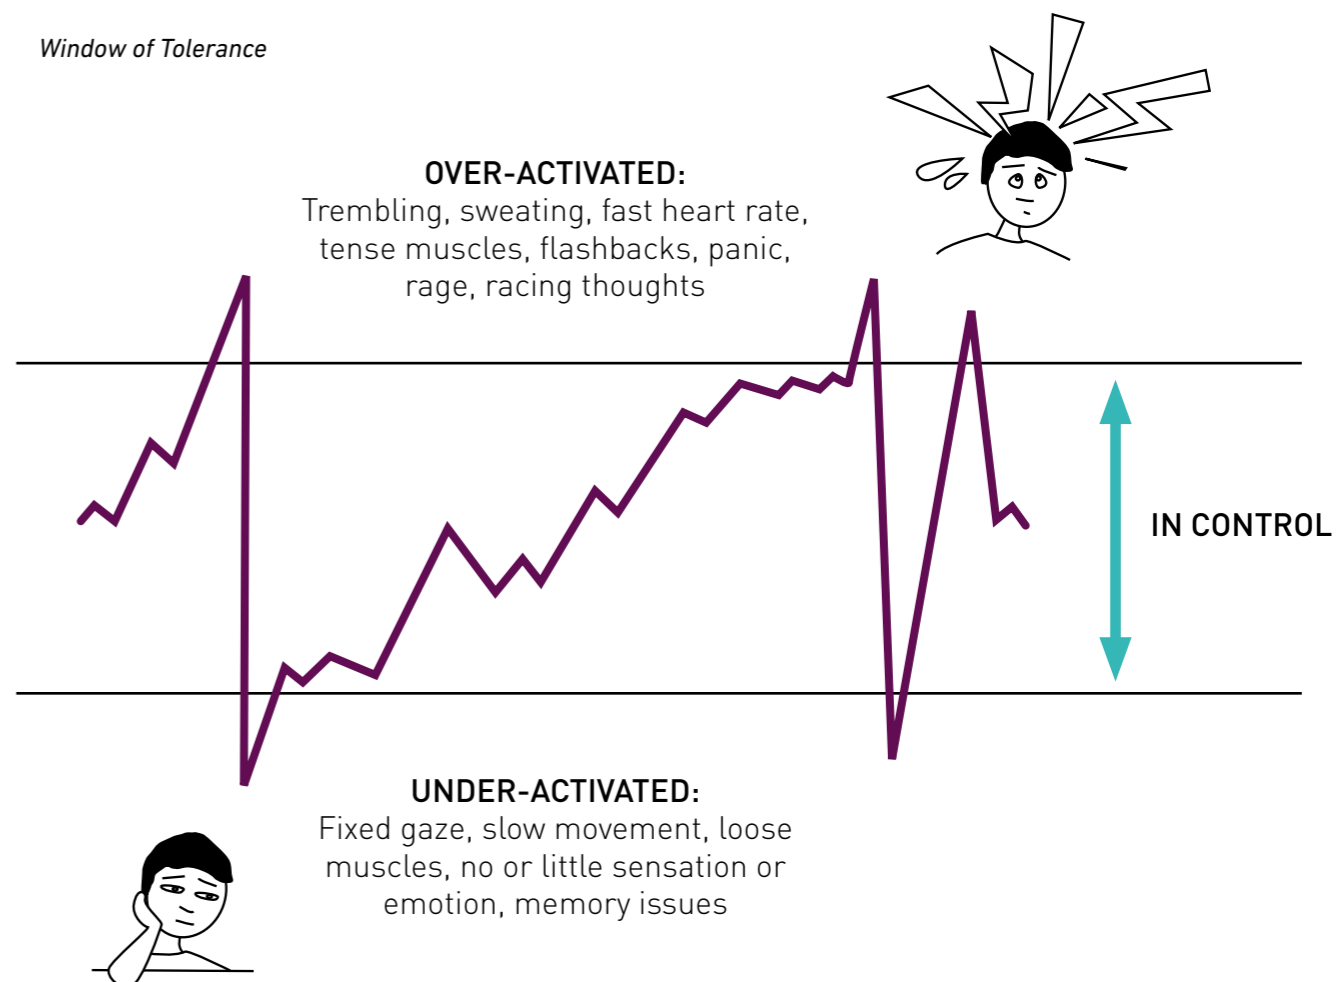 Window of Tolerance
OVER-ACTIVATED:
Trembling, sweating, fast heart rate,
tense muscles, flashbacks, panic,
rage, racing thoughts
IN CONTROL
UNDER-ACTIVATED:
Fixed gaze, slow movement, loose
muscles, no or little sensation or
emotion, memory issues